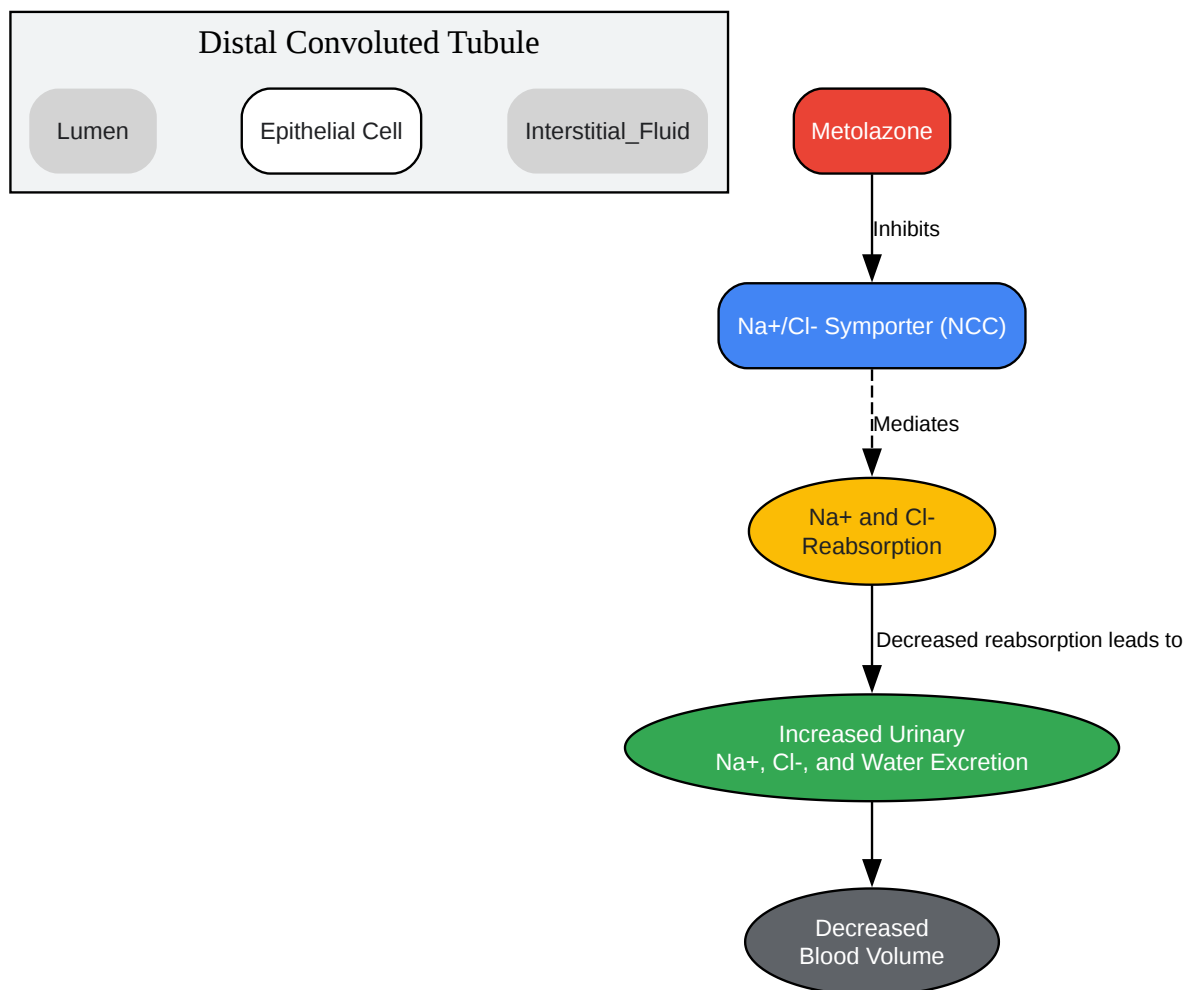 Distal Convoluted Tubule
Lumen
Epithelial Cell
Interstitial_Fluid
Metolazone
Inhibits
Na+/Cl- Symporter (NCC)
Mediates
Na+ and Cl-
Reabsorption
Decreased reabsorption leads to
Increased Urinary
Na+, Cl-, and Water Excretion
Decreased
Blood Volume